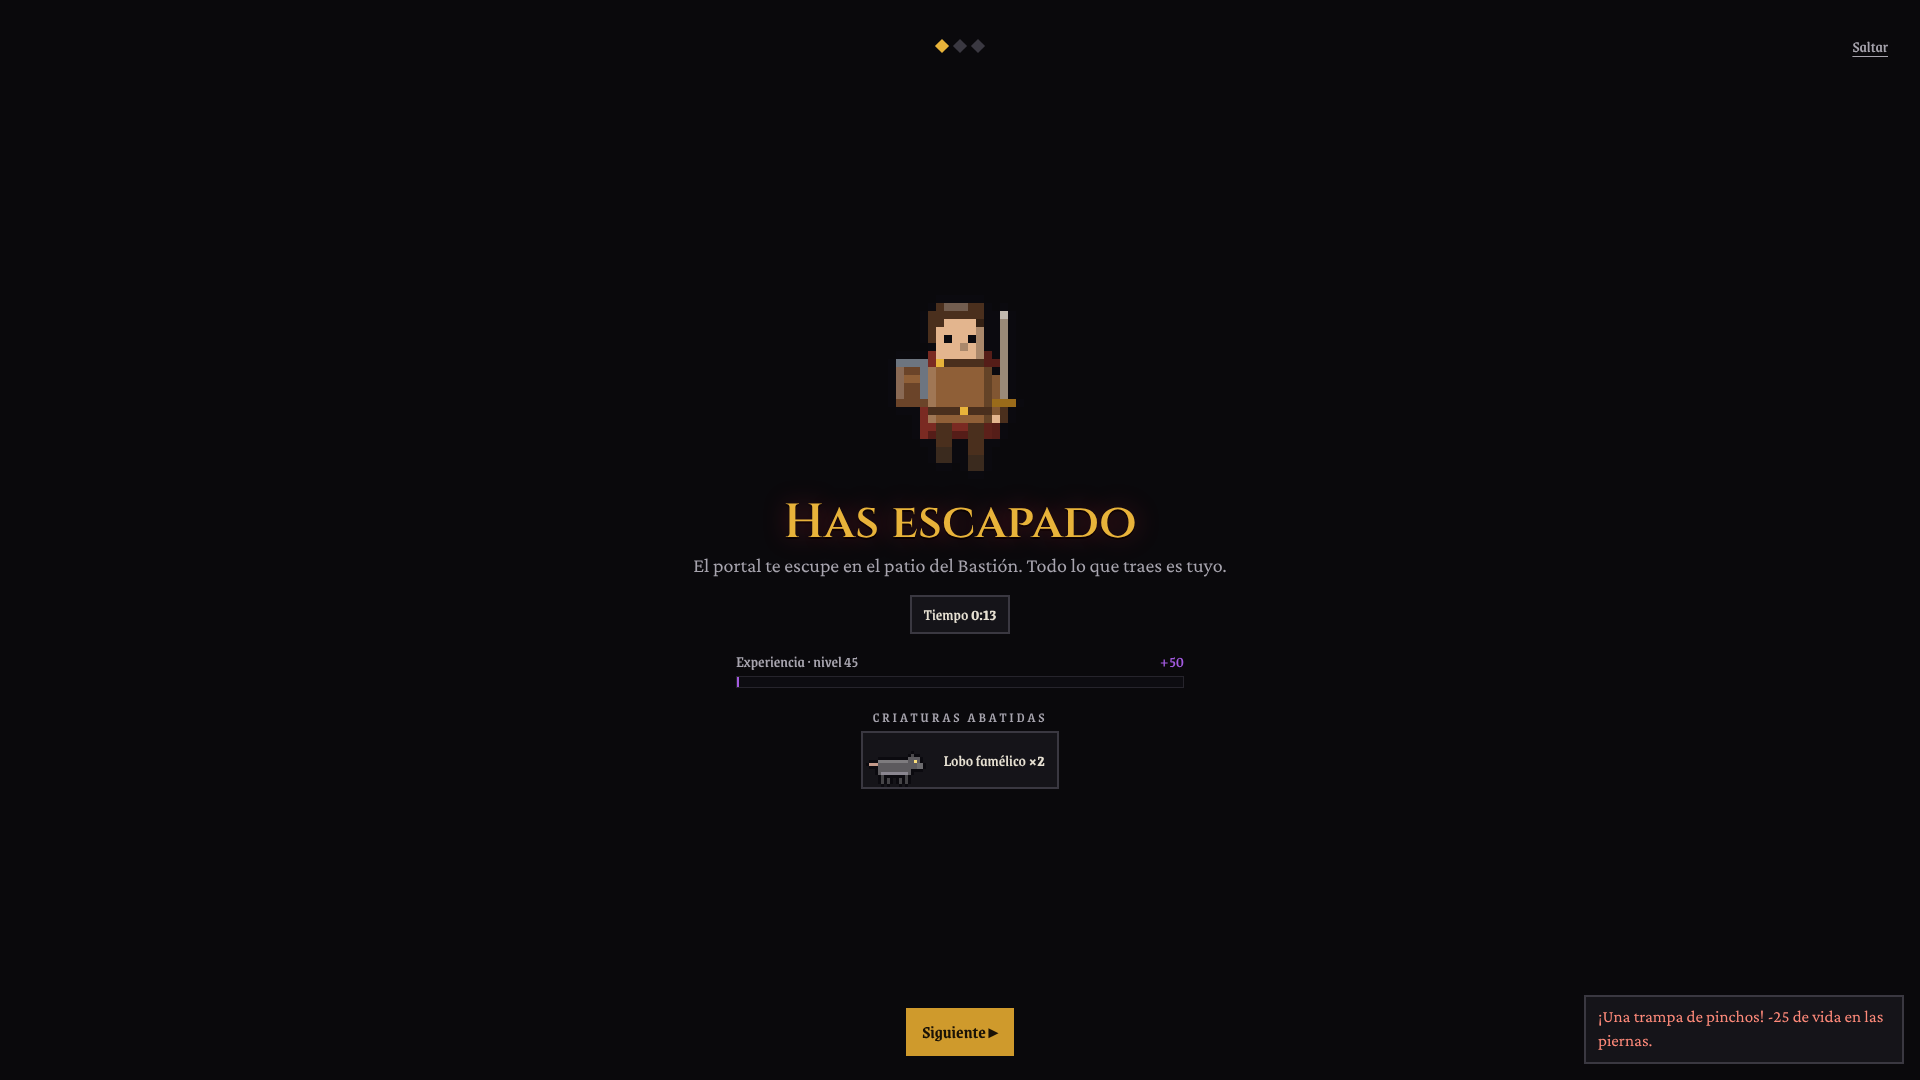 Saltar
Has escapado
El portal te escupe en el patio del Bastión. Todo lo que traes es tuyo.
Tiempo 0:13
Experiencia · nivel 45 +50
CRIATURAS ABATIDAS
Lobo famélico ×2
Siguiente ▶
¡Una trampa de pinchos! -25 de vida en las
piernas.